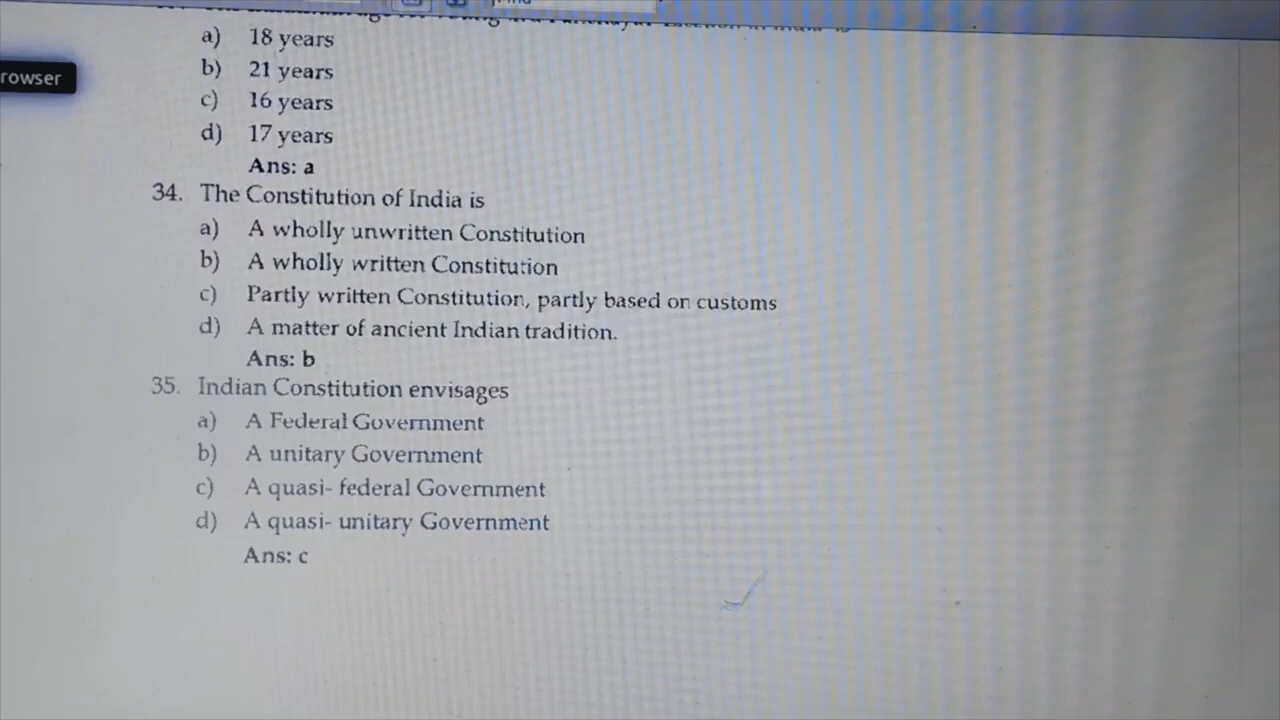 rowser
a) 18 years
b) 21 years
c) 16 years
d) 17 years
Ans: a
34. The Constitution of India is
a) A wholly unwritten Constitution
b) A wholly written Constitution
c) Partly written Constitution, partly based on customs
d) A matter of ancient Indian tradition.
Ans: b
35. Indian Constitution envisages
a) A Federal Government
b) A unitary Government
c) A quasi- federal Government
d) A quasi- unitary Government
Ans: c